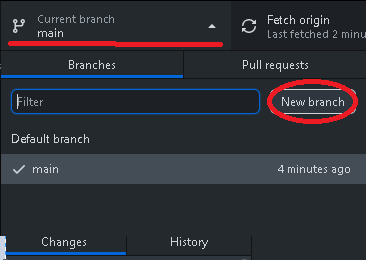 Current branch
main
Fetch origin
Last fetched 2 minu
Branches
Pull requests
Filter
New branch
Default branch
main
4 minutes ago
Changes
History